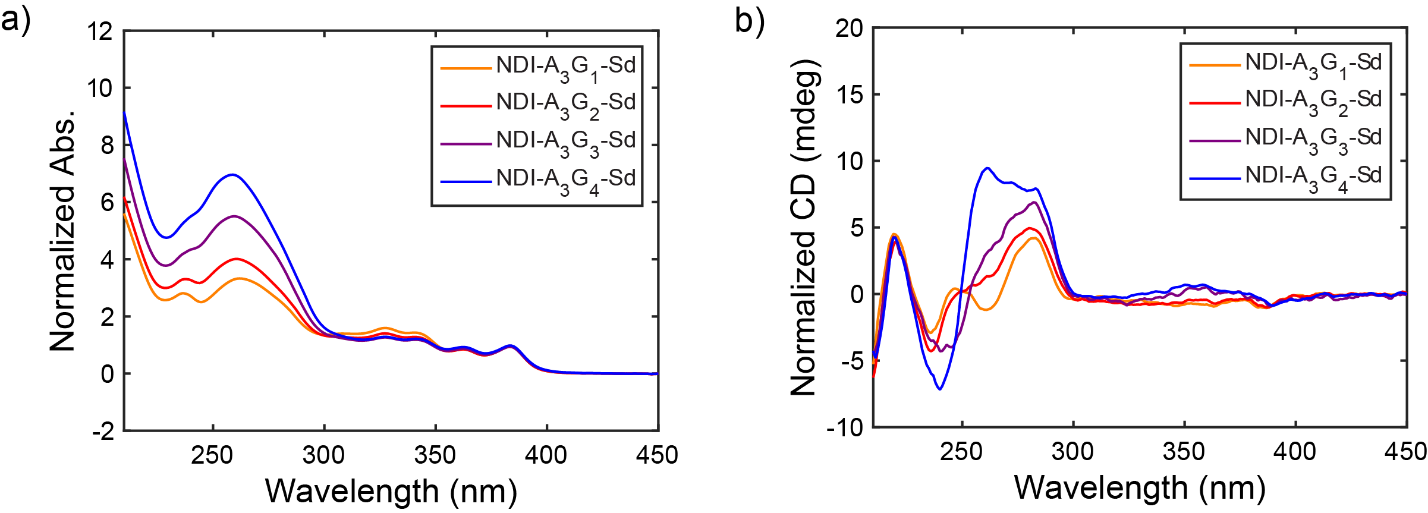 a)
12
10
8
6
4
2
0
-2
250
300
350
400
450
Normalized Abs.
Wavelength (nm)
NDI-A₃G₁-Sd
NDI-A₃G₂-Sd
NDI-A₃G₃-Sd
NDI-A₃G₄-Sd
b)
20
15
10
5
0
-5
-10
250
300
350
400
450
Normalized CD (mdeg)
Wavelength (nm)
NDI-A₃G₁-Sd
NDI-A₃G₂-Sd
NDI-A₃G₃-Sd
NDI-A₃G₄-Sd